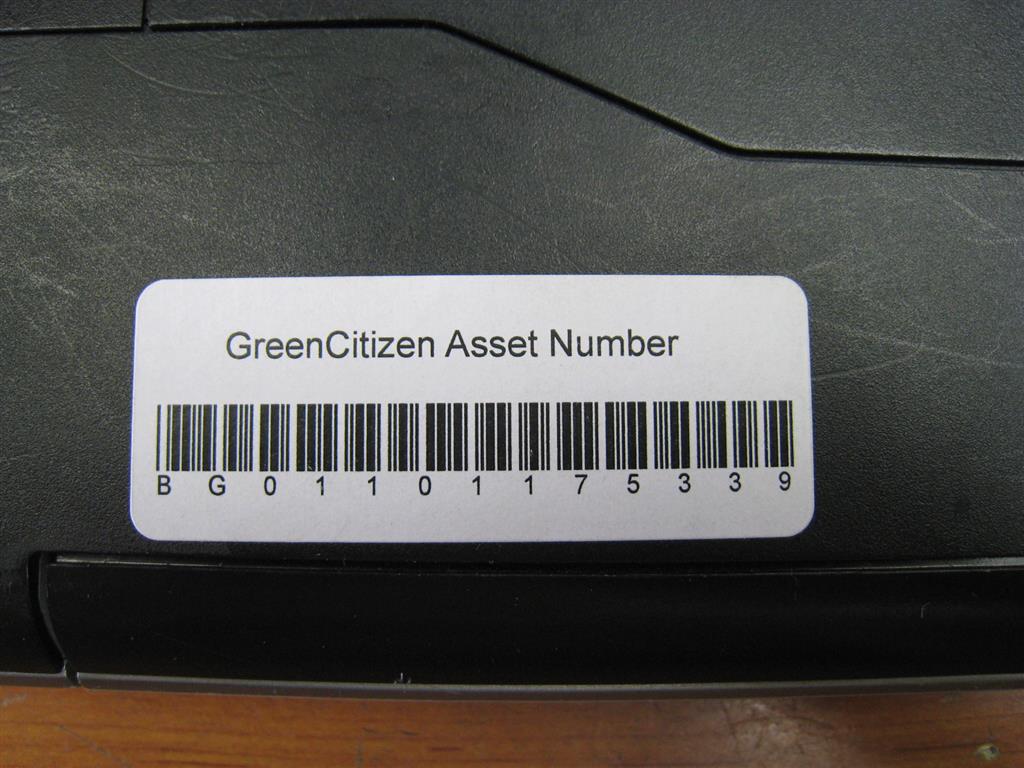 GreenCitizen Asset Number
B G 0 1 1 0 1 1 7 5 3 3 9